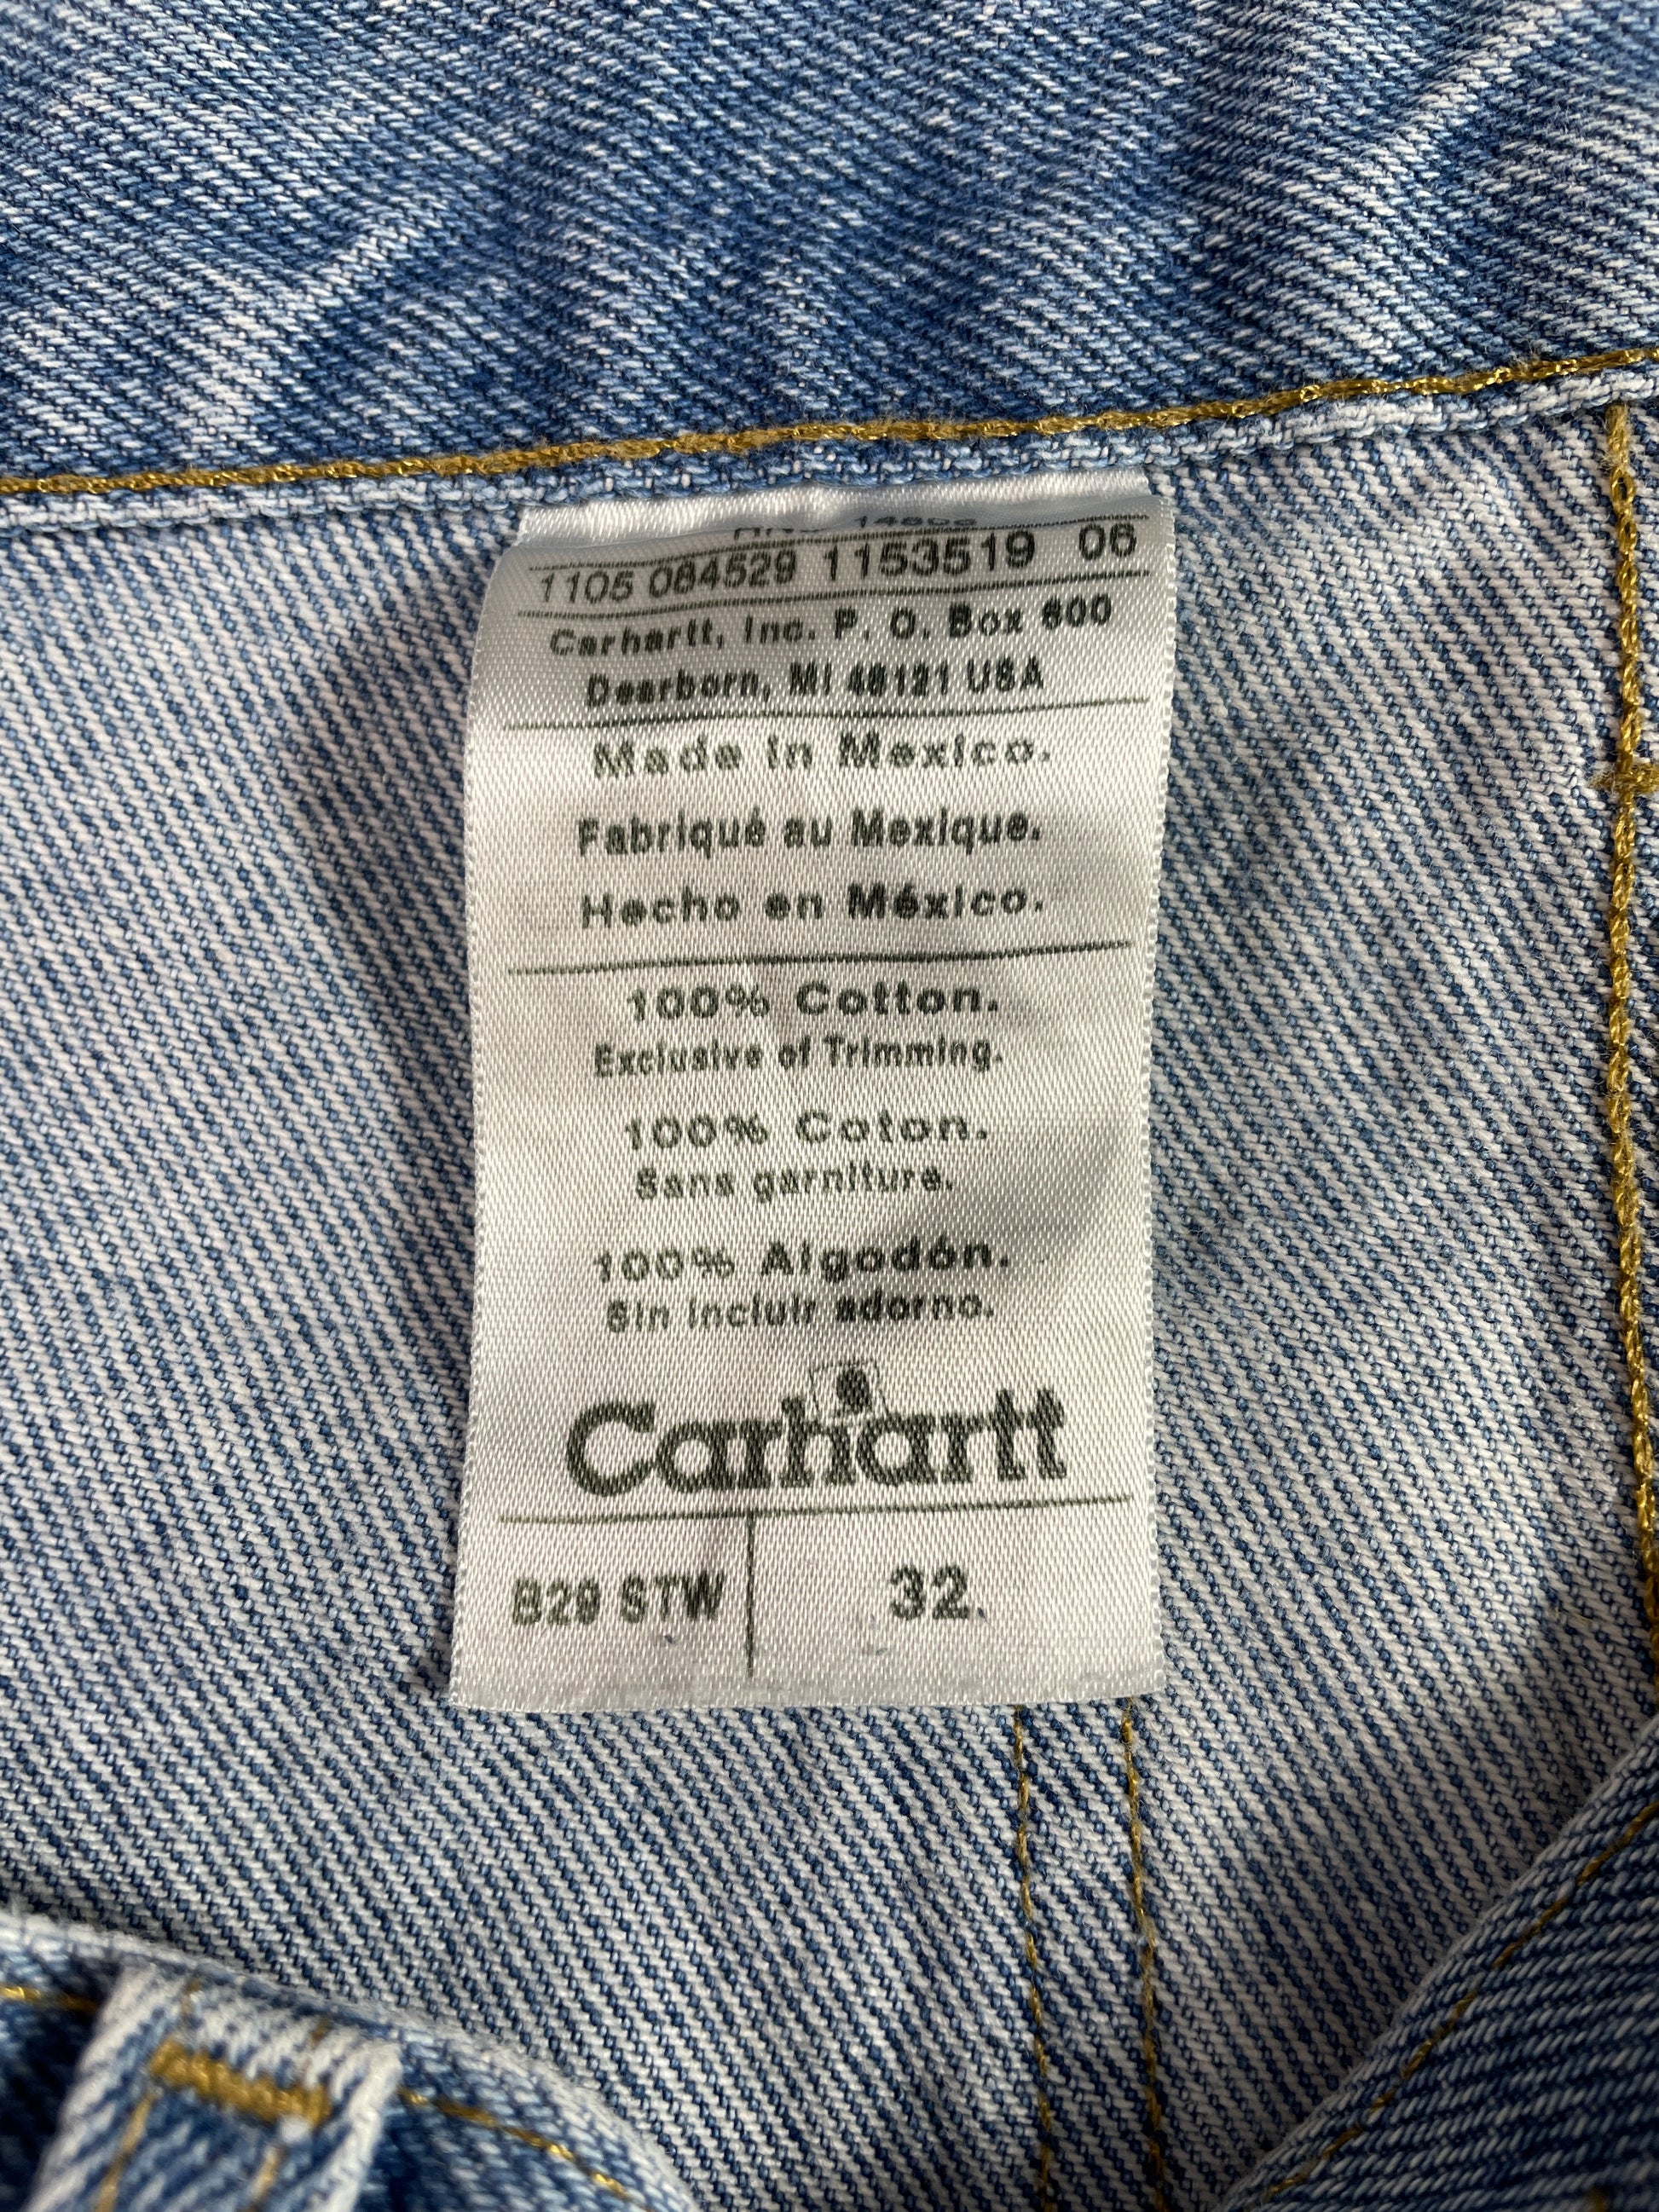 1105 084529 1153519 06
Carhartt, Inc. P. O. Box 600
Dearborn, MI 48121 USA
Made in Mexico.
Fabriqué au Mexique.
Hecho en México.
100% Cotton.
Exclusive of Trimming.
100% Coton.
Sans garniture.
100% Algodón.
Sin incluir adorno.
Carhartt
B29 STW 32